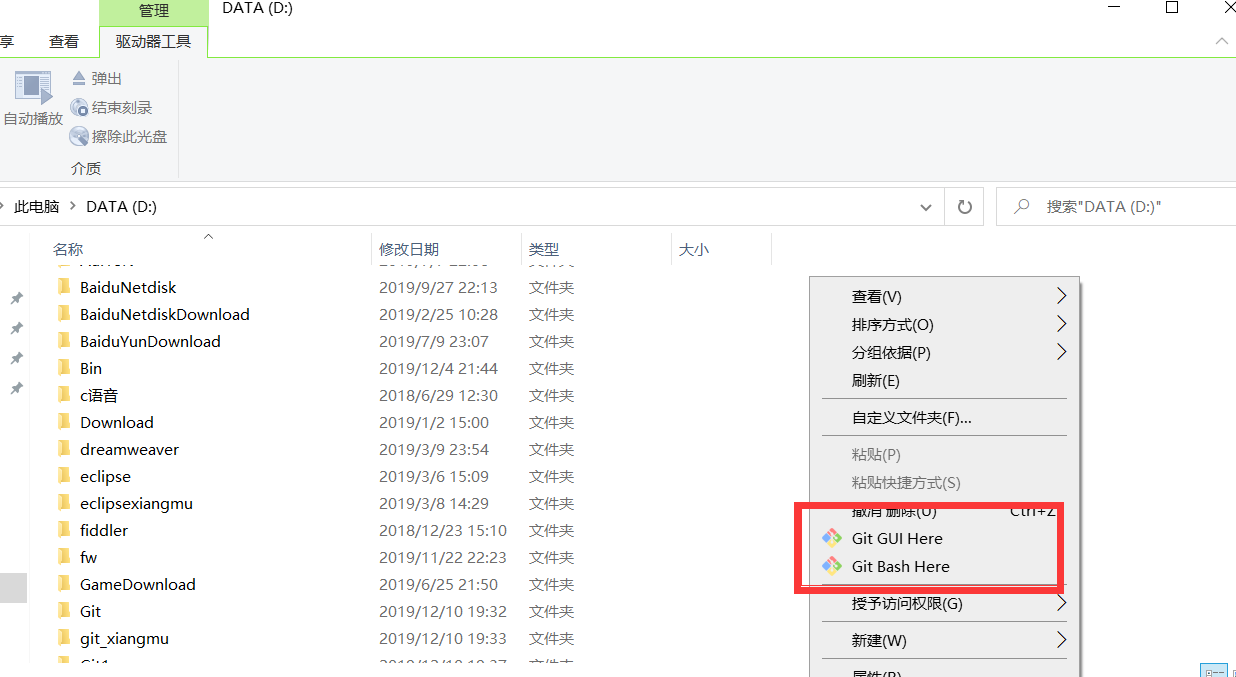 管理
DATA (D:)
享
查看
驱动器工具
自动播放
弹出
结束刻录
擦除此光盘
介质
此电脑
DATA (D:)
搜索"DATA (D:)"
名称
修改日期
类型
大小
BaiduNetdisk 2019/9/27 22:13 文件夹
BaiduNetdiskDownload 2019/2/25 10:28 文件夹
BaiduYunDownload 2019/7/9 23:07 文件夹
Bin 2019/12/4 21:44 文件夹
c语音 2018/6/29 12:30 文件夹
Download 2019/1/2 15:00 文件夹
dreamweaver 2019/3/9 23:54 文件夹
eclipse 2019/3/6 15:09 文件夹
eclipsexiangmu 2019/3/8 14:29 文件夹
fiddler 2018/12/23 15:10 文件夹
fw 2019/11/22 22:23 文件夹
GameDownload 2019/6/25 21:50 文件夹
Git 2019/12/10 19:32 文件夹
git_xiangmu 2019/12/10 19:33 文件夹
查看(V)
排序方式(O)
分组依据(P)
刷新(E)
自定义文件夹(F)...
粘贴(P)
粘贴快捷方式(S)
撤消 删除(U) Ctrl+Z
Git GUI Here
Git Bash Here
授予访问权限(G)
新建(W)
属性(R)